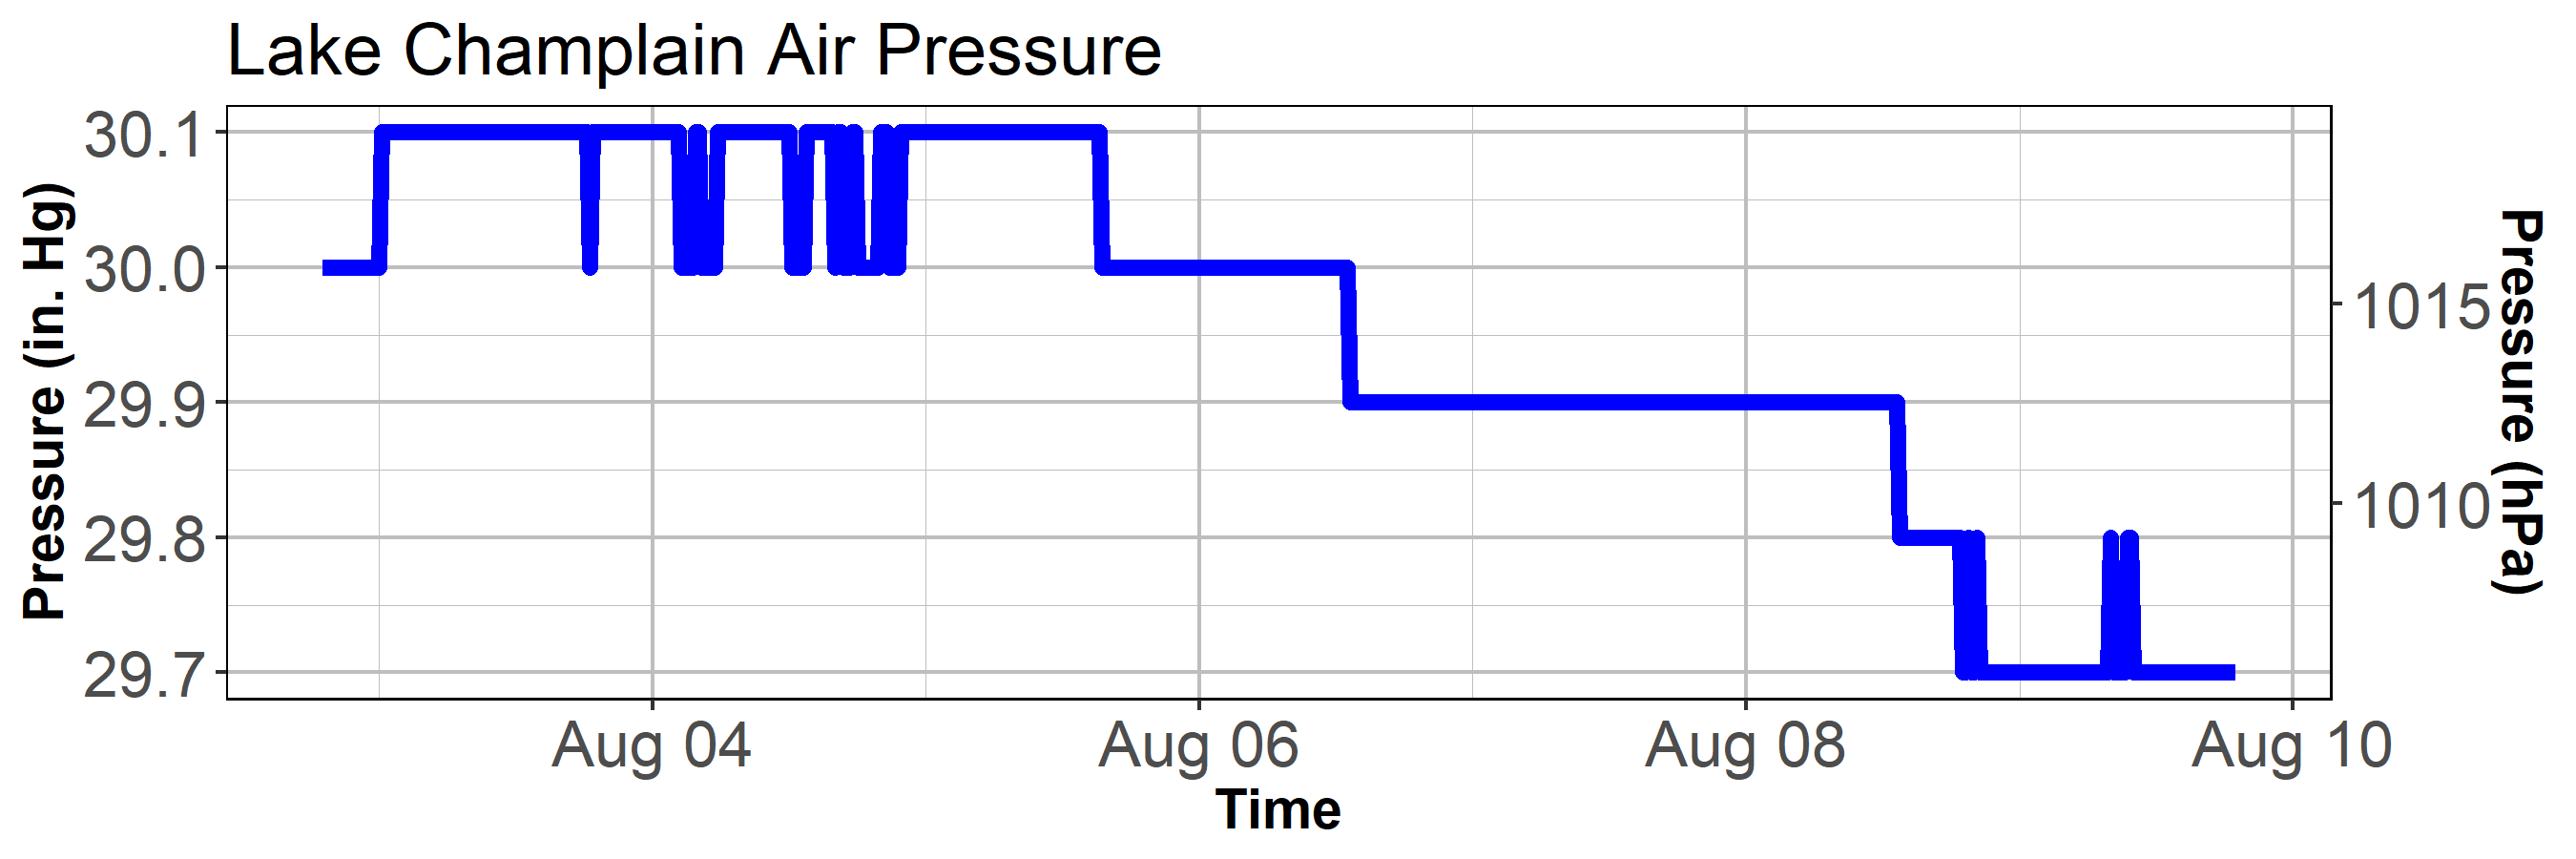 Lake Champlain Air Pressure
30.1
30.0
29.9
29.8
29.7
Pressure (in. Hg)
1015
1010
Pressure (hPa)
Aug 04 Aug 06 Aug 08 Aug 10
Time